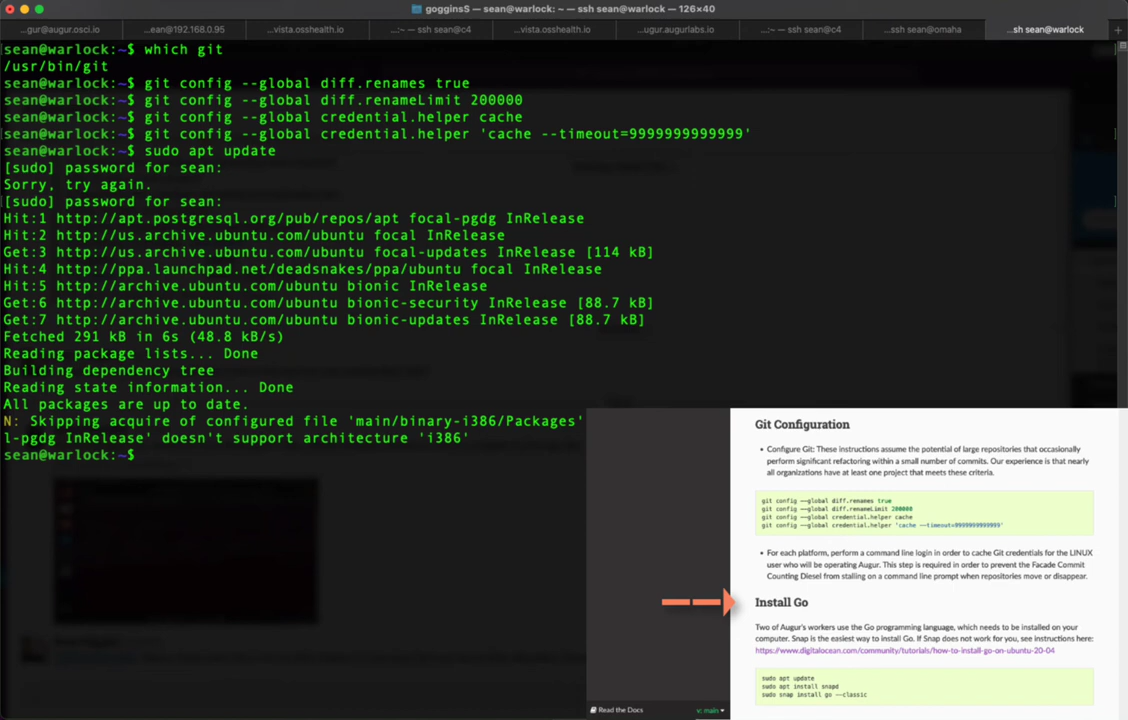 gogginsS — sean@warlock: ~ — ssh sean@warlock — 126×40
...gur@augur.osci.io
...ean@192.168.0.95
...vista.osshealth.io
...:~ — ssh sean@c4
...vista.osshealth.io
...ugur.augurlabs.io
...:~ — ssh sean@c4
...ssh sean@omaha
...sh sean@warlock
sean@warlock:~$ which git
/usr/bin/git
sean@warlock:~$ git config --global diff.renames true
sean@warlock:~$ git config --global diff.renameLimit 200000
sean@warlock:~$ git config --global credential.helper cache
sean@warlock:~$ git config --global credential.helper 'cache --timeout=9999999999999'
sean@warlock:~$ sudo apt update
[sudo] password for sean:
Sorry, try again.
[sudo] password for sean:
Hit:1 http://apt.postgresql.org/pub/repos/apt focal-pgdg InRelease
Hit:2 http://us.archive.ubuntu.com/ubuntu focal InRelease
Get:3 http://us.archive.ubuntu.com/ubuntu focal-updates InRelease [114 kB]
Hit:4 http://ppa.launchpad.net/deadsnakes/ppa/ubuntu focal InRelease
Hit:5 http://archive.ubuntu.com/ubuntu bionic InRelease
Get:6 http://archive.ubuntu.com/ubuntu bionic-security InRelease [88.7 kB]
Get:7 http://archive.ubuntu.com/ubuntu bionic-updates InRelease [88.7 kB]
Fetched 291 kB in 6s (48.8 kB/s)
Reading package lists... Done
Building dependency tree
Reading state information... Done
All packages are up to date.
N: Skipping acquire of configured file 'main/binary-i386/Packages'
l-pgdg InRelease' doesn't support architecture 'i386'
sean@warlock:~$
Git Configuration
• Configure Git: These instructions assume the potential of large repositories that occasionally
perform significant refactoring within a small number of commits. Our experience is that nearly
all organizations have at least one project that meets these criteria.
git config --global diff.renames true
git config --global diff.renameLimit 200000
git config --global credential.helper cache
git config --global credential.helper 'cache --timeout=9999999999999'
• For each platform, perform a command line login in order to cache Git credentials for the LINUX
user who will be operating Augur. This step is required in order to prevent the Facade Commit
Counting Diesel from stalling on a command line prompt when repositories move or disappear.
Install Go
Two of Augur's workers use the Go programming language, which needs to be installed on your
computer. Snap is the easiest way to install Go. If Snap does not work for you, see instructions here:
https://www.digitalocean.com/community/tutorials/how-to-install-go-on-ubuntu-20-04
sudo apt update
sudo apt install snapd
sudo snap install go --classic
Read the Docs
v: main ▾